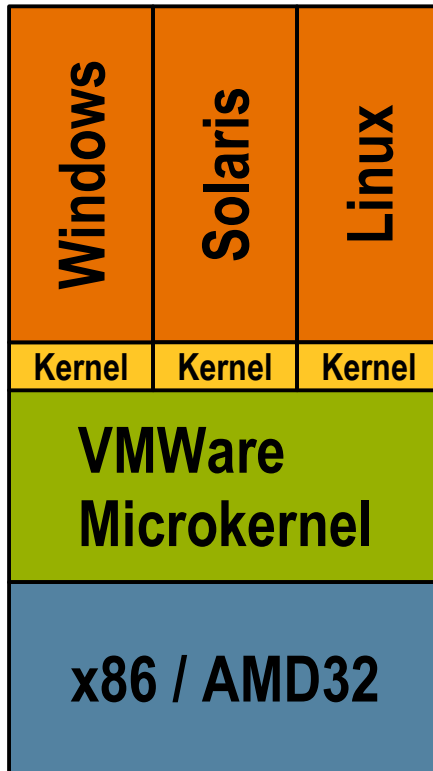 Windows
Solaris
Linux
Kernel
Kernel
Kernel
VMWare
Microkernel
x86 / AMD32